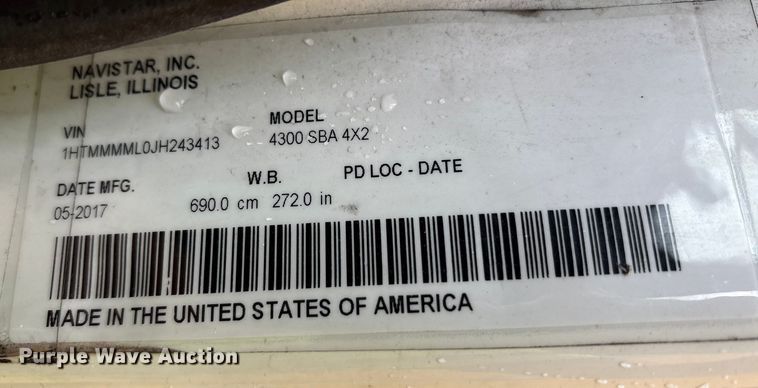 NAVISTAR, INC.
LISLE, ILLINOIS
VIN MODEL
1HTMMMML0JH243413 4300 SBA 4X2
DATE MFG. W.B. PD LOC - DATE
05-2017 690.0 cm 272.0 in
MADE IN THE UNITED STATES OF AMERICA
Purple Wave Auction